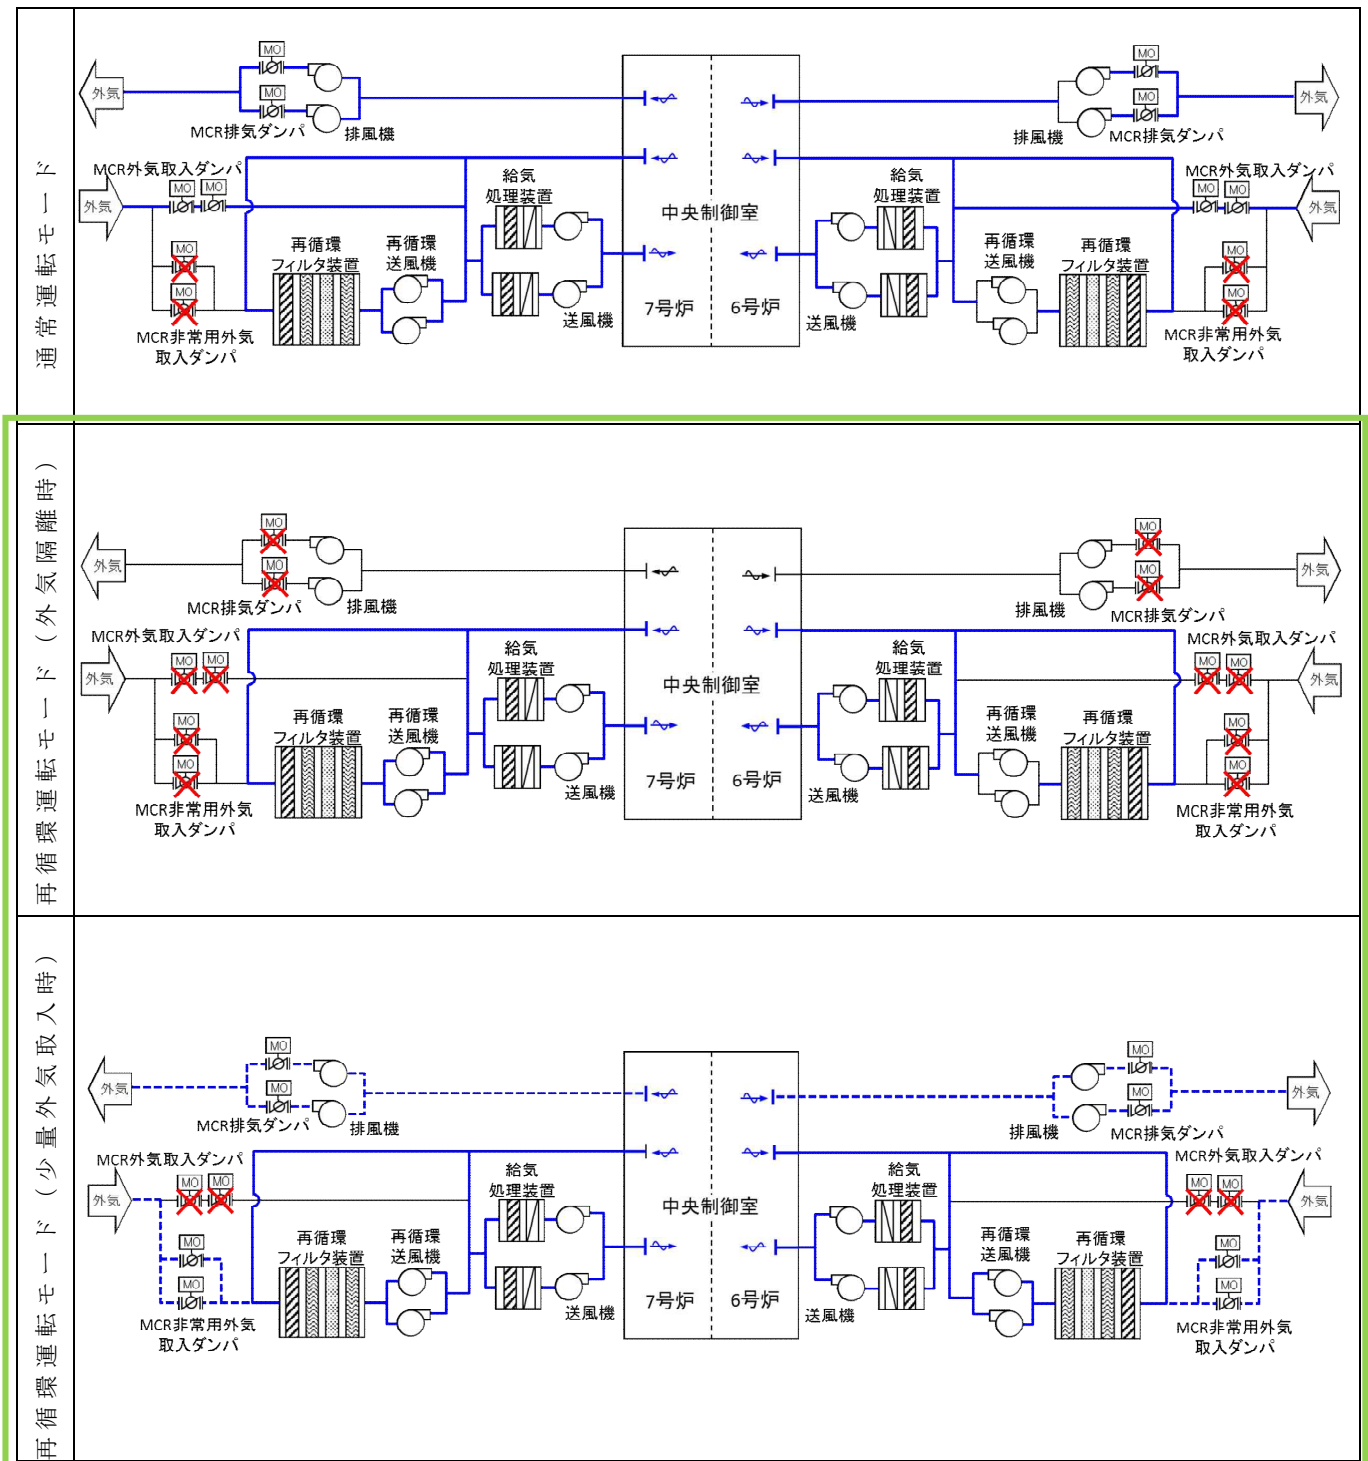 通常運転モード
MO
MO
外気
MCR排気ダンパ
排風機
MCR外気取入ダンパ
MO
MO
外気
MO
MO
MCR非常用外気
取入ダンパ
再循環
フィルタ装置
再循環
送風機
給気
処理装置
送風機
中央制御室
7号炉
6号炉
MO
MO
外気
排風機
MCR排気ダンパ
MCR外気取入ダンパ
MO
MO
外気
給気
処理装置
送風機
再循環
送風機
再循環
フィルタ装置
MO
MO
MCR非常用外気
取入ダンパ
再循環運転モード(外気隔離時)
MO
MO
外気
MCR排気ダンパ
排風機
MCR外気取入ダンパ
MO
MO
外気
MO
MO
MCR非常用外気
取入ダンパ
再循環
フィルタ装置
再循環
送風機
給気
処理装置
送風機
中央制御室
7号炉
6号炉
MO
MO
外気
排風機
MCR排気ダンパ
MCR外気取入ダンパ
MO
MO
外気
給気
処理装置
送風機
再循環
送風機
再循環
フィルタ装置
MO
MO
MCR非常用外気
取入ダンパ
再循環運転モード(少量外気取入時)
MO
MO
外気
MCR排気ダンパ
排風機
MCR外気取入ダンパ
MO
MO
外気
MO
MO
MCR非常用外気
取入ダンパ
再循環
フィルタ装置
再循環
送風機
給気
処理装置
送風機
中央制御室
7号炉
6号炉
MO
MO
外気
排風機
MCR排気ダンパ
MCR外気取入ダンパ
MO
MO
外気
給気
処理装置
送風機
再循環
送風機
再循環
フィルタ装置
MO
MO
MCR非常用外気
取入ダンパ